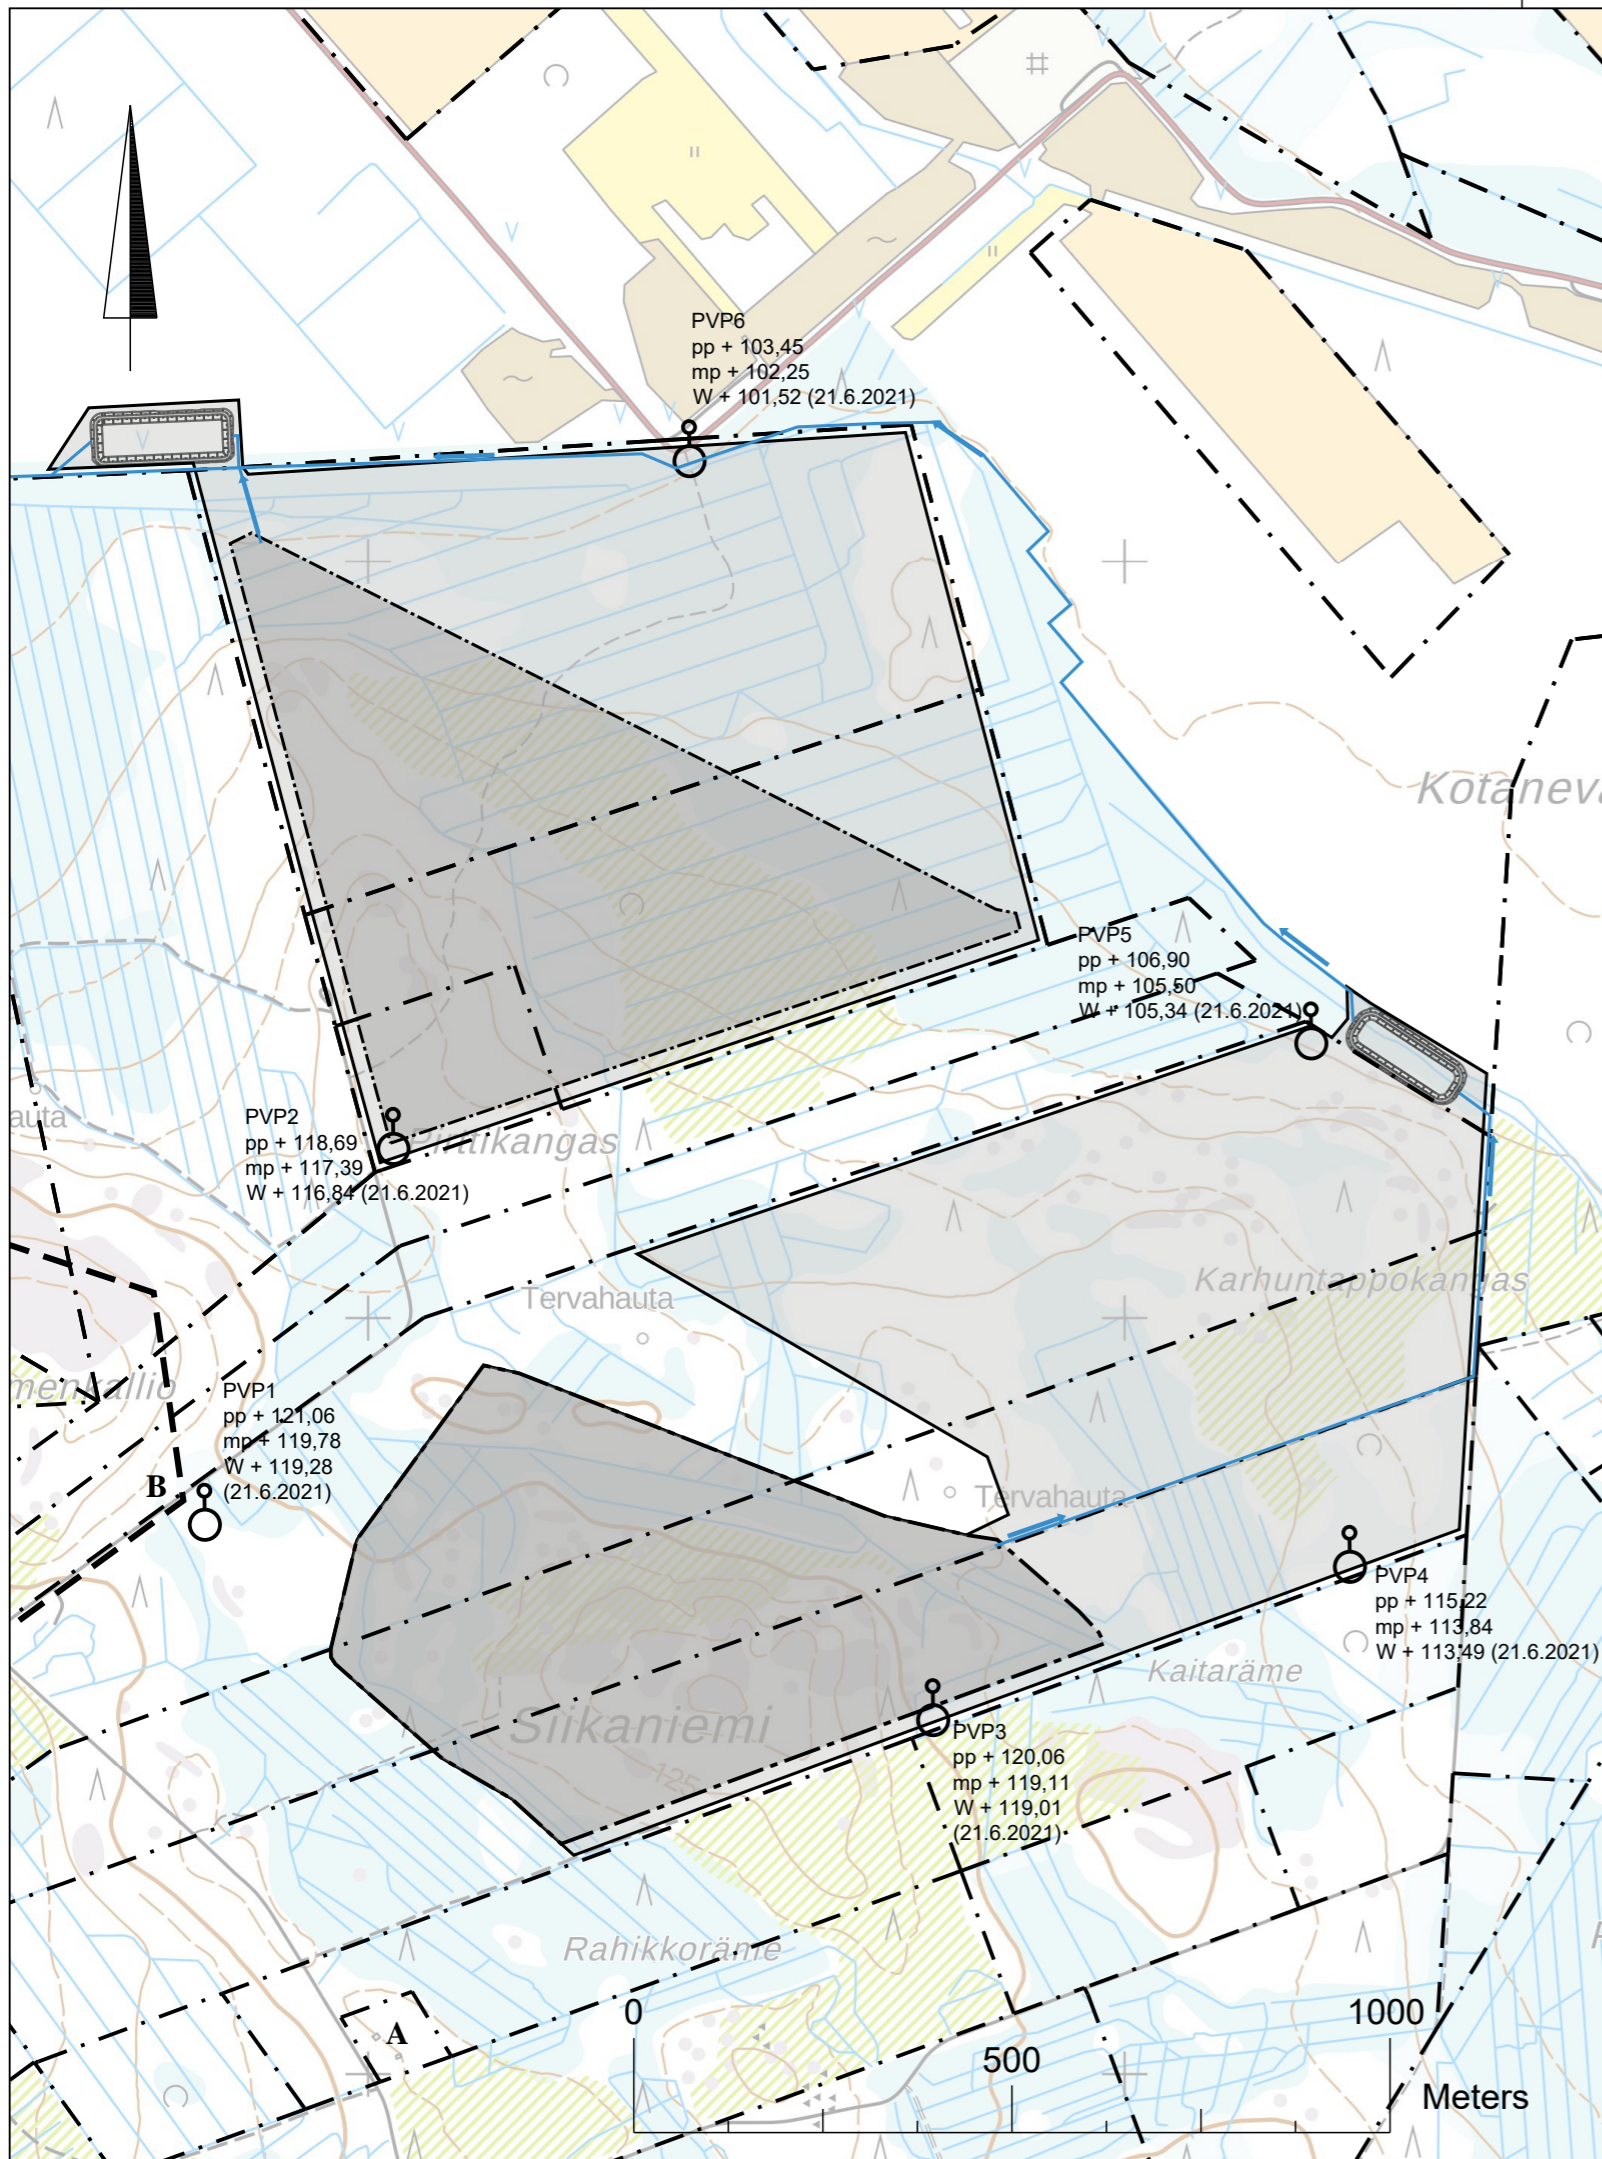 PVP6
pp + 103,45
mp + 102,25
W + 101,52 (21.6.2021)
Kotaneva
PVP5
pp + 106,90
mp + 105,50
W + 105,34 (21.6.2021)
PVP2
pp + 118,69
mp + 117,39
W + 116,84 (21.6.2021)
Pirttikangas
auta
Tervahauta
Karhuntappokangas
menkallio
PVP1
pp + 121,06
mp + 119,78
W + 119,28
(21.6.2021)
B
Tervahauta
PVP4
pp + 115,22
mp + 113,84
W + 113,49 (21.6.2021)
Kaitaräme
Siikaniemi
125
PVP3
pp + 120,06
mp + 119,11
W + 119,01
(21.6.2021)
Rahikkoräme
A
0
500
1000
Meters